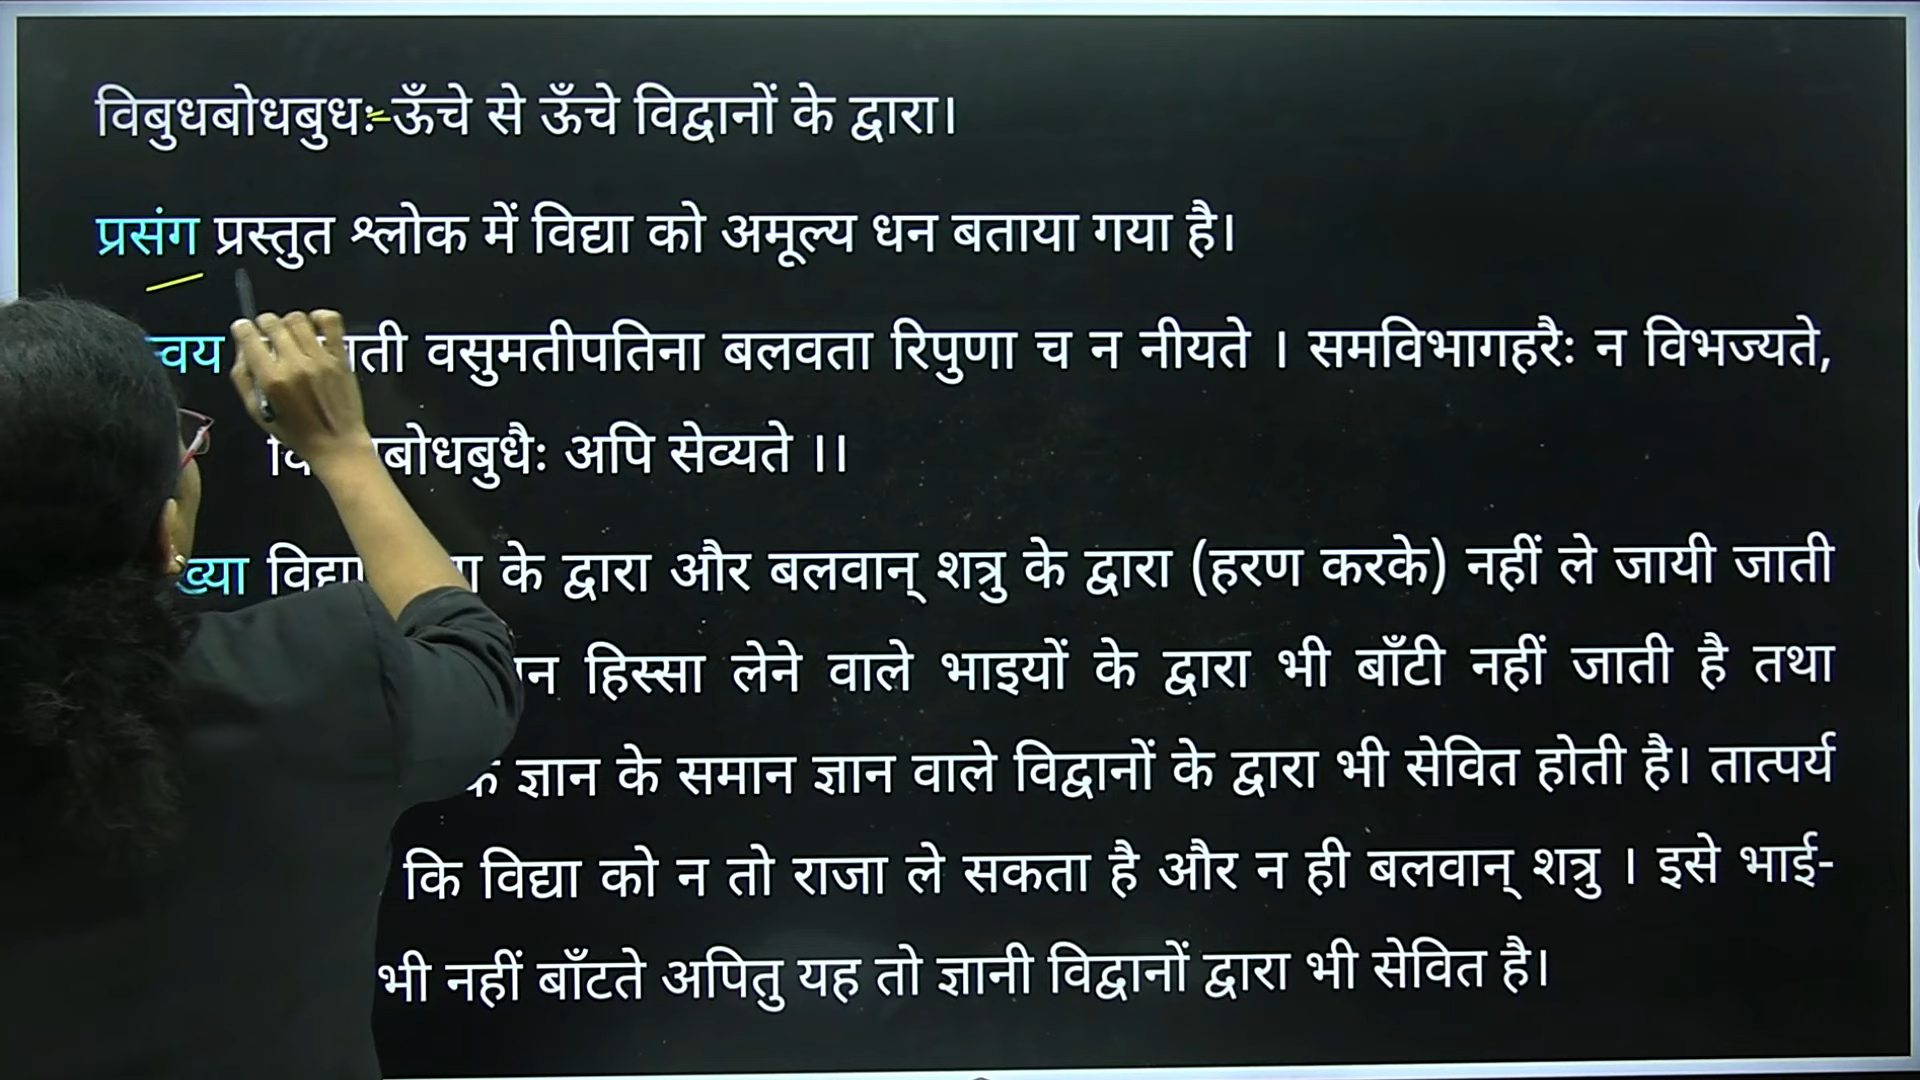 विबुधबोधबुधः-ऊँचे से ऊँचे विद्वानों के द्वारा।
प्रसंग प्रस्तुत श्लोक में विद्या को अमूल्य धन बताया गया है।
वसुमतीपतिना बलवता रिपुणा च न नीयते । समविभागहरैः न विभज्यते,
अपि सेव्यते ।।
के द्वारा और बलवान् शत्रु के द्वारा (हरण करके) नहीं ले जायी जाती
हिस्सा लेने वाले भाइयों के द्वारा भी बाँटी नहीं जाती है तथा
ज्ञान के समान ज्ञान वाले विद्वानों के द्वारा भी सेवित होती है। तात्पर्य
कि विद्या को न तो राजा ले सकता है और न ही बलवान् शत्रु । इसे भाई-
भी नहीं बाँटते अपितु यह तो ज्ञानी विद्वानों द्वारा भी सेवित है।